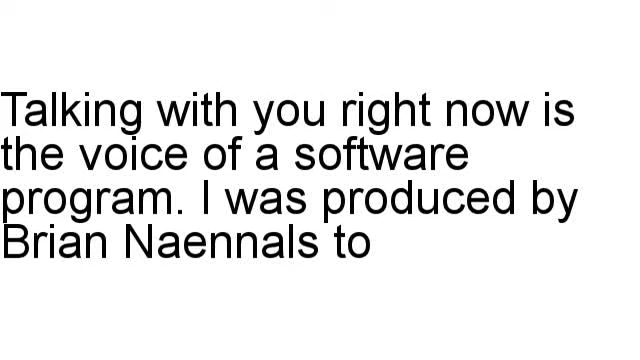 Talking with you right now is
the voice of a software
program. I was produced by
Brian Naennals to